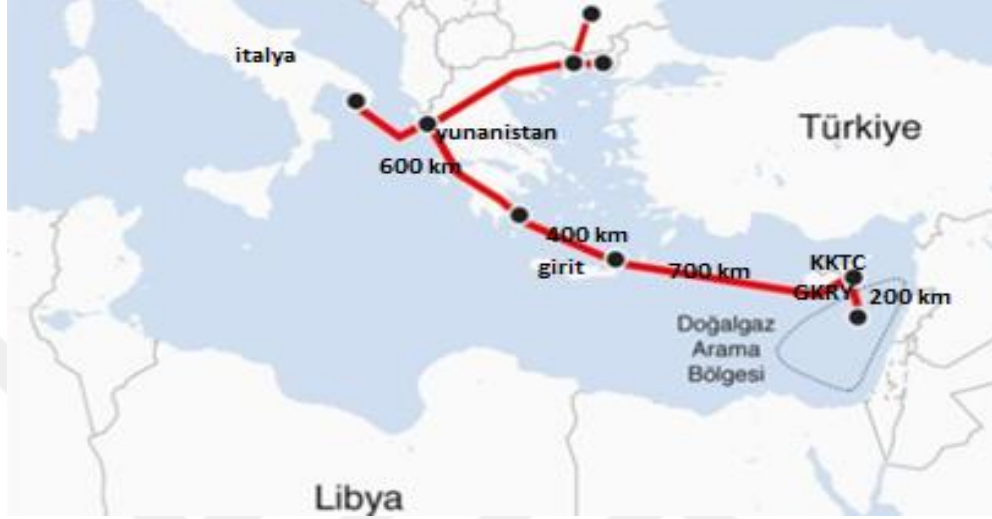 italya
Türkiye
yunanistan
600 km
400 km
girit
700 km
KKTC
GKRY
200 km
Doğalgaz
Arama
Bölgesi
Libya